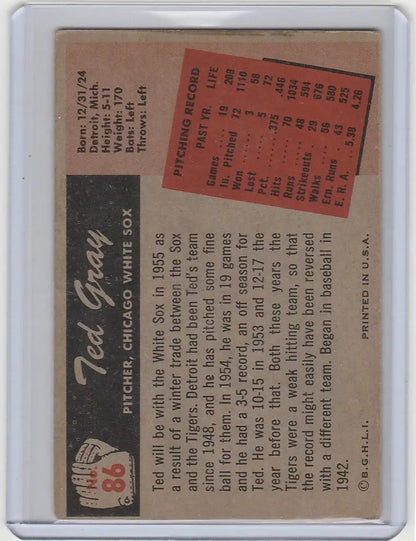 No.
86
Ted Gray
PITCHER, CHICAGO WHITE SOX
Born: 12/31/24
Detroit, Mich.
Height: 5-11
Weight: 170
Bats: Left
Throws: Left
PITCHING RECORD
PAST YR. LIFE
Games 19 208
In. Pitched 72 1110
Won 3 58
Lost 5 72
Pct. .375 .446
Hits 70 1034
Runs 48 594
Strikeouts 29 676
Walks 56 580
Ern. Runs 43 525
E. R. A. 5.38 4.26
Ted will be with the White Sox in 1955 as
a result of a winter trade between the Sox
and the Tigers. Detroit had been Ted's team
since 1948, and he has pitched some fine
ball for them. In 1954, he was in 19 games
and he had a 3-5 record, an off season for
Ted. He was 10-15 in 1953 and 12-17 the
year before that. Both these years the
Tigers were a weak hitting team, so that
the record might easily have been reversed
with a different team. Began in baseball in
1942.
©B.G.H.L.I. PRINTED IN U.S.A.